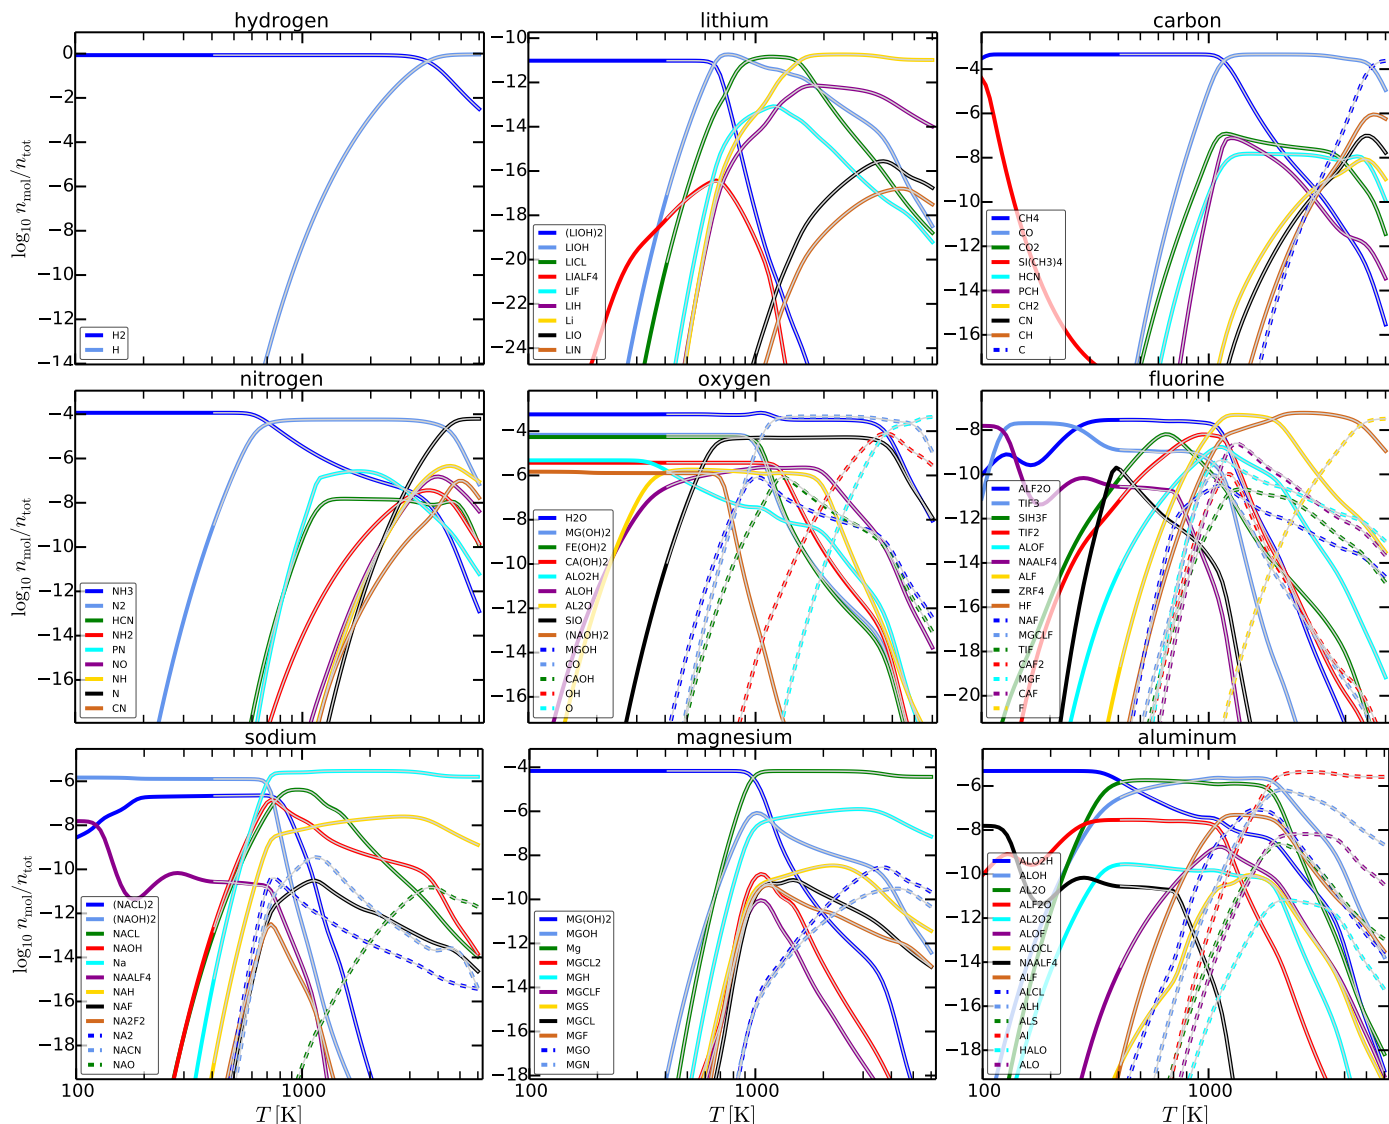 hydrogen
lithium
carbon
0
−2
−4
−6
−8
−10
−12
−14
log10 nmol/ntot
H2
H
−10
−12
−14
−16
−18
−20
−22
−24
(LIOH)2
LIOH
LICL
LIALF4
LIF
LIH
Li
LIO
LIN
−4
−6
−8
−10
−12
−14
−16
CH4
CO
CO2
SI(CH3)4
HCN
PCH
CH2
CN
CH
C
nitrogen
oxygen
fluorine
−4
−6
−8
−10
−12
−14
−16
log10 nmol/ntot
NH3
N2
HCN
NH2
PN
NO
NH
N
CN
−4
−6
−8
−10
−12
−14
−16
H2O
MG(OH)2
FE(OH)2
CA(OH)2
ALO2H
ALOH
AL2O
SIO
(NAOH)2
MGOH
CO
CAOH
OH
O
−8
−10
−12
−14
−16
−18
−20
ALF2O
TIF3
SIH3F
TIF2
ALOF
NAALF4
ALF
ZRF4
HF
NAF
MGCLF
TIF
CAF2
MGF
CAF
F
sodium
magnesium
aluminum
−6
−8
−10
−12
−14
−16
−18
log10 nmol/ntot
(NACL)2
(NAOH)2
NACL
NAOH
Na
NAALF4
NAH
NAF
NA2F2
NA2
NACN
NAO
100
1000
T [K]
−4
−6
−8
−10
−12
−14
−16
−18
MG(OH)2
MGOH
Mg
MGCL2
MGH
MGCLF
MGS
MGCL
MGF
MGO
MGN
100
1000
T [K]
−6
−8
−10
−12
−14
−16
−18
ALO2H
ALOH
AL2O
ALF2O
AL2O2
ALOF
ALOCL
NAALF4
ALF
ALCL
ALH
ALS
Al
HALO
ALO
100
1000
T [K]